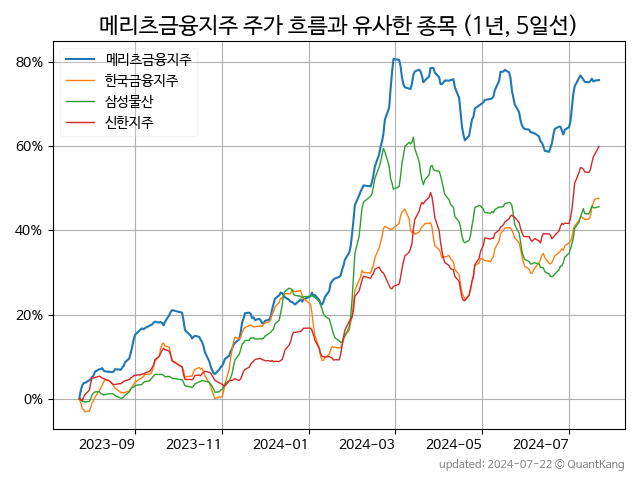 메리츠금융지주 주가 흐름과 유사한 종목 (1년, 5일선)
메리츠금융지주
한국금융지주
삼성물산
신한지주
80%
60%
40%
20%
0%
2023-09 2023-11 2024-01 2024-03 2024-05 2024-07
updated: 2024-07-22 © QuantKang